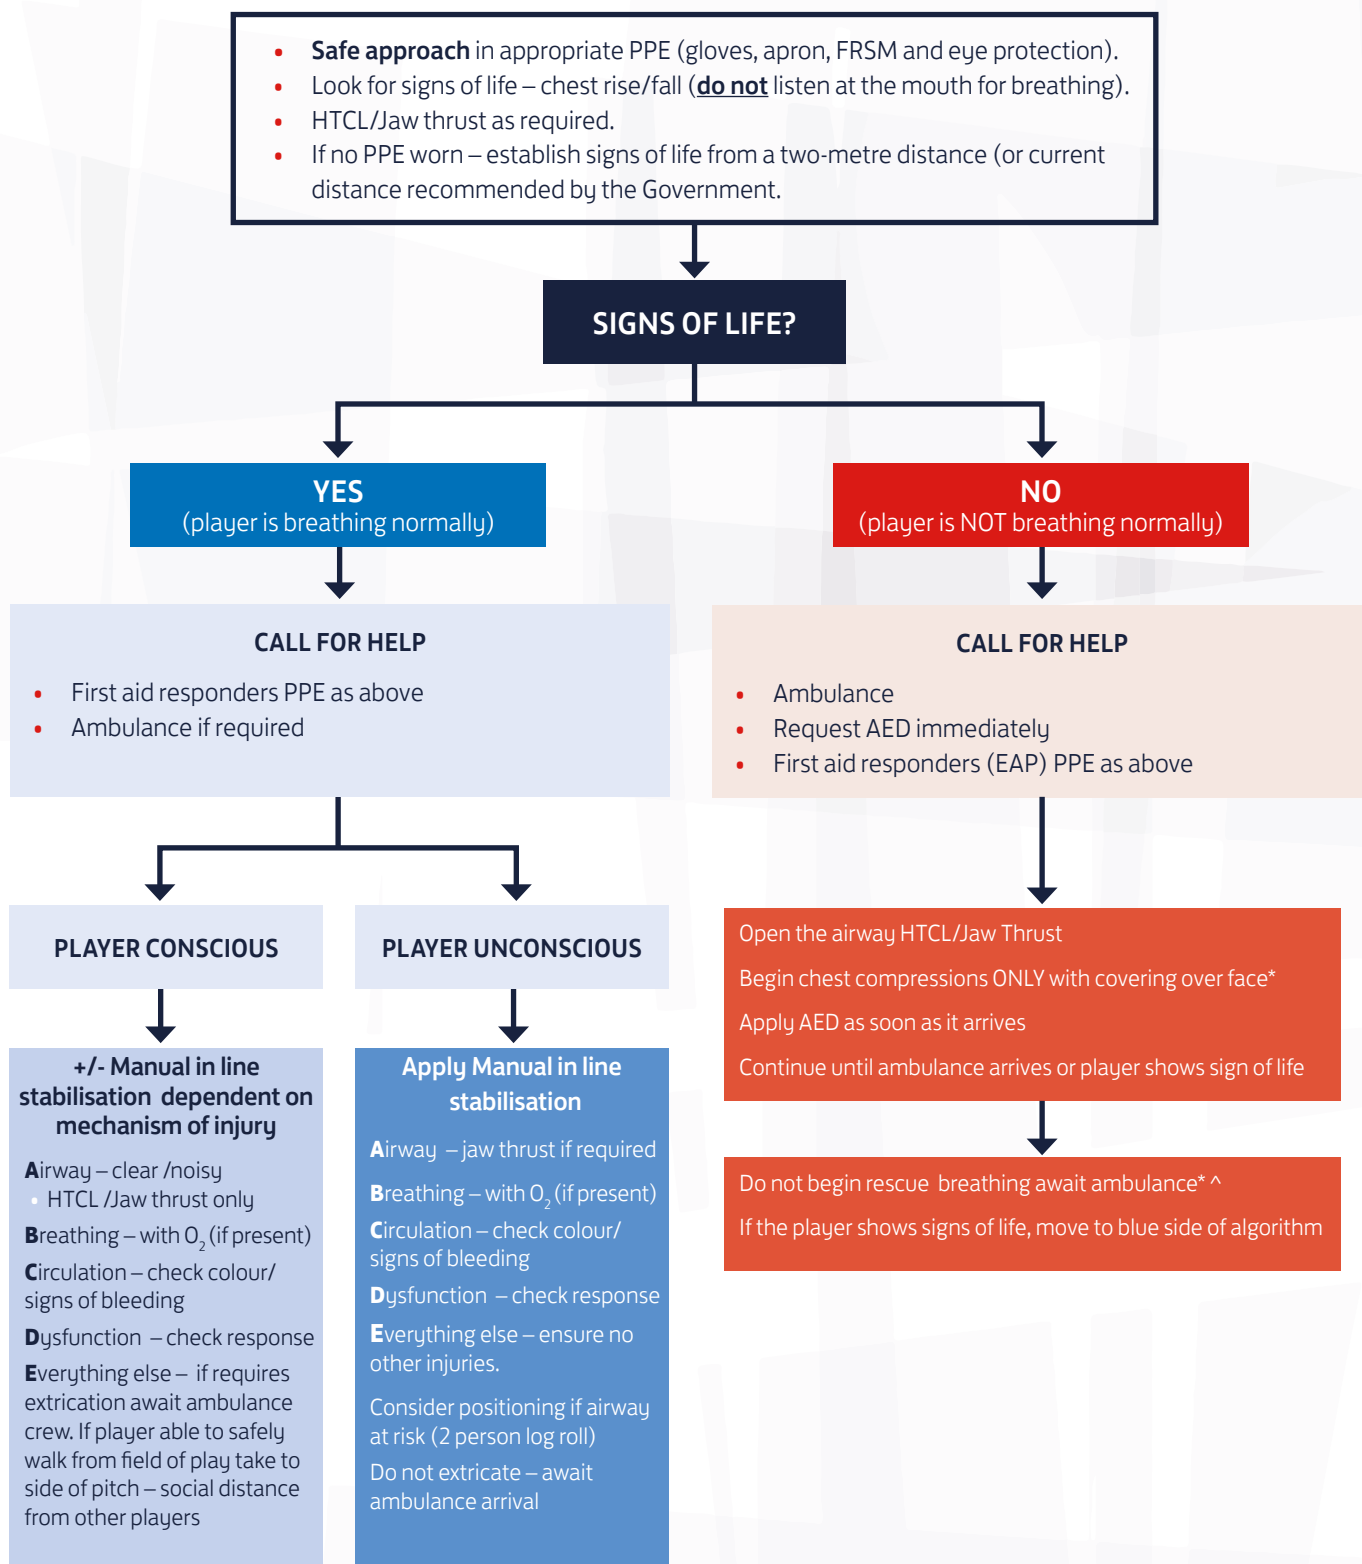 • Safe approach in appropriate PPE (gloves, apron, FRSM and eye protection).
• Look for signs of life – chest rise/fall (do not listen at the mouth for breathing).
• HTCL/Jaw thrust as required.
• If no PPE worn – establish signs of life from a two-metre distance (or current
distance recommended by the Government.
SIGNS OF LIFE?
YES
(player is breathing normally)
CALL FOR HELP
• First aid responders PPE as above
• Ambulance if required
PLAYER CONSCIOUS
+/- Manual in line
stabilisation dependent on
mechanism of injury
Airway – clear /noisy
• HTCL /Jaw thrust only
Breathing – with O2 (if present)
Circulation – check colour/
signs of bleeding
Dysfunction – check response
Everything else – if requires
extrication await ambulance
crew. If player able to safely
walk from field of play take to
side of pitch – social distance
from other players
PLAYER UNCONSCIOUS
Apply Manual in line
stabilisation
Airway – jaw thrust if required
Breathing – with O2 (if present)
Circulation – check colour/
signs of bleeding
Dysfunction – check response
Everything else – ensure no
other injuries.
Consider positioning if airway
at risk (2 person log roll)
Do not extricate – await
ambulance arrival
NO
(player is NOT breathing normally)
CALL FOR HELP
• Ambulance
• Request AED immediately
• First aid responders (EAP) PPE as above
Open the airway HTCL/Jaw Thrust
Begin chest compressions ONLY with covering over face*
Apply AED as soon as it arrives
Continue until ambulance arrives or player shows sign of life
Do not begin rescue breathing await ambulance* ^
If the player shows signs of life, move to blue side of algorithm